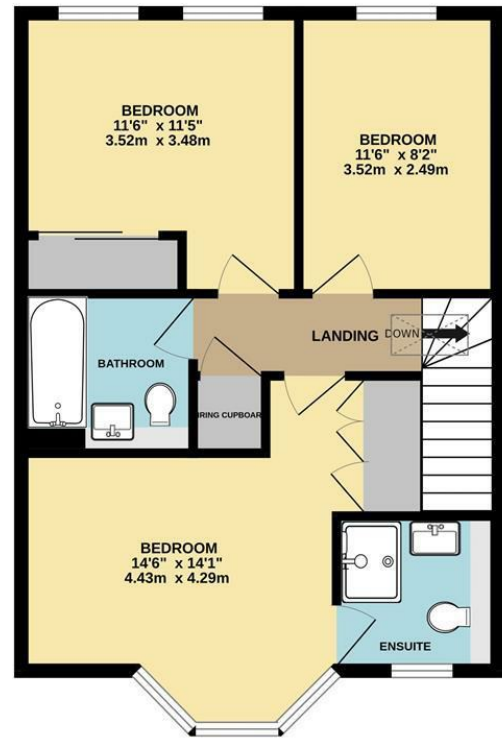 BEDROOM
11'6" x 11'5"
3.52m x 3.48m
BEDROOM
11'6" x 8'2"
3.52m x 2.49m
LANDING
DOWN
BATHROOM
IRING CUPBOAR
BEDROOM
14'6" x 14'1"
4.43m x 4.29m
ENSUITE